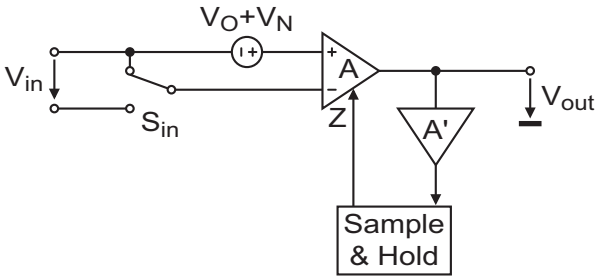 V_O+V_N
V_in
S_in
+
A
−
Z
V_out
A'
Sample
& Hold